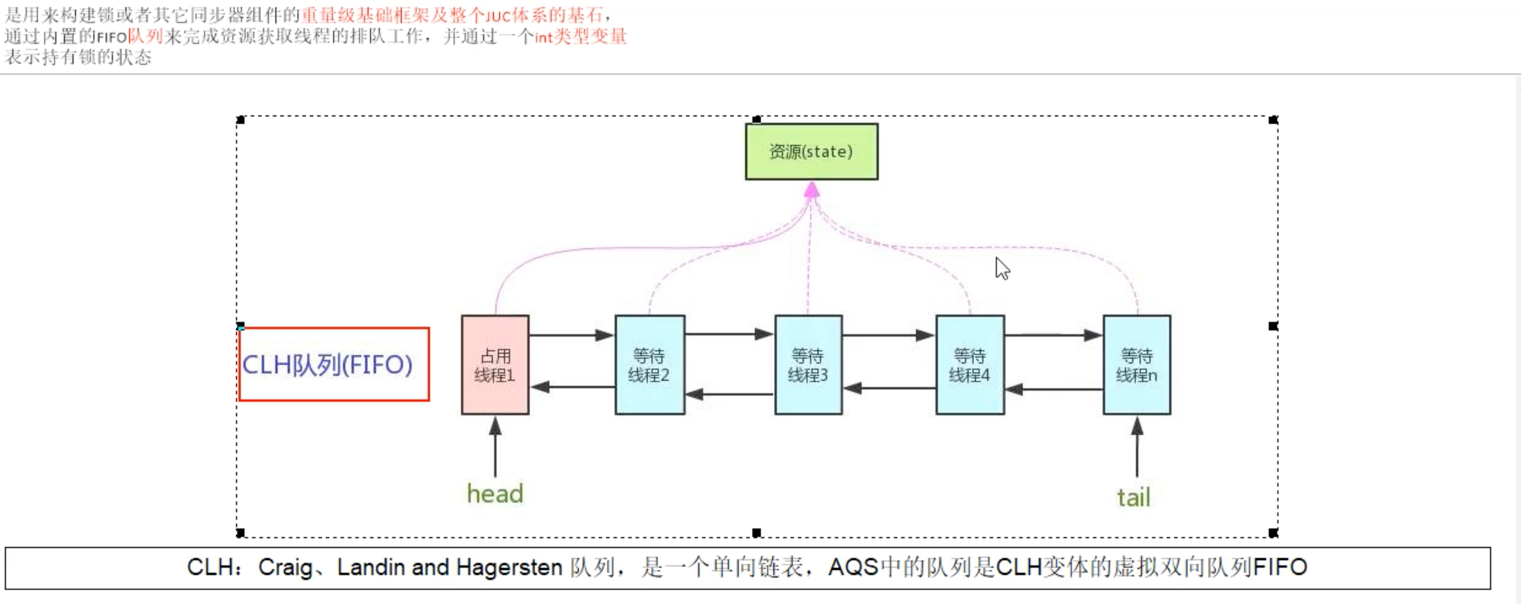 是用来构建锁或者其它同步器组件的重量级基础框架及整个JUC体系的基石，
通过内置的FIFO队列来完成资源获取线程的排队工作，并通过一个int类型变量
表示持有锁的状态
资源(state)
CLH队列(FIFO)
占用
线程1
等待
线程2
等待
线程3
等待
线程4
等待
线程n
head
tail
CLH：Craig、Landin and Hagersten 队列，是一个单向链表，AQS中的队列是CLH变体的虚拟双向队列FIFO